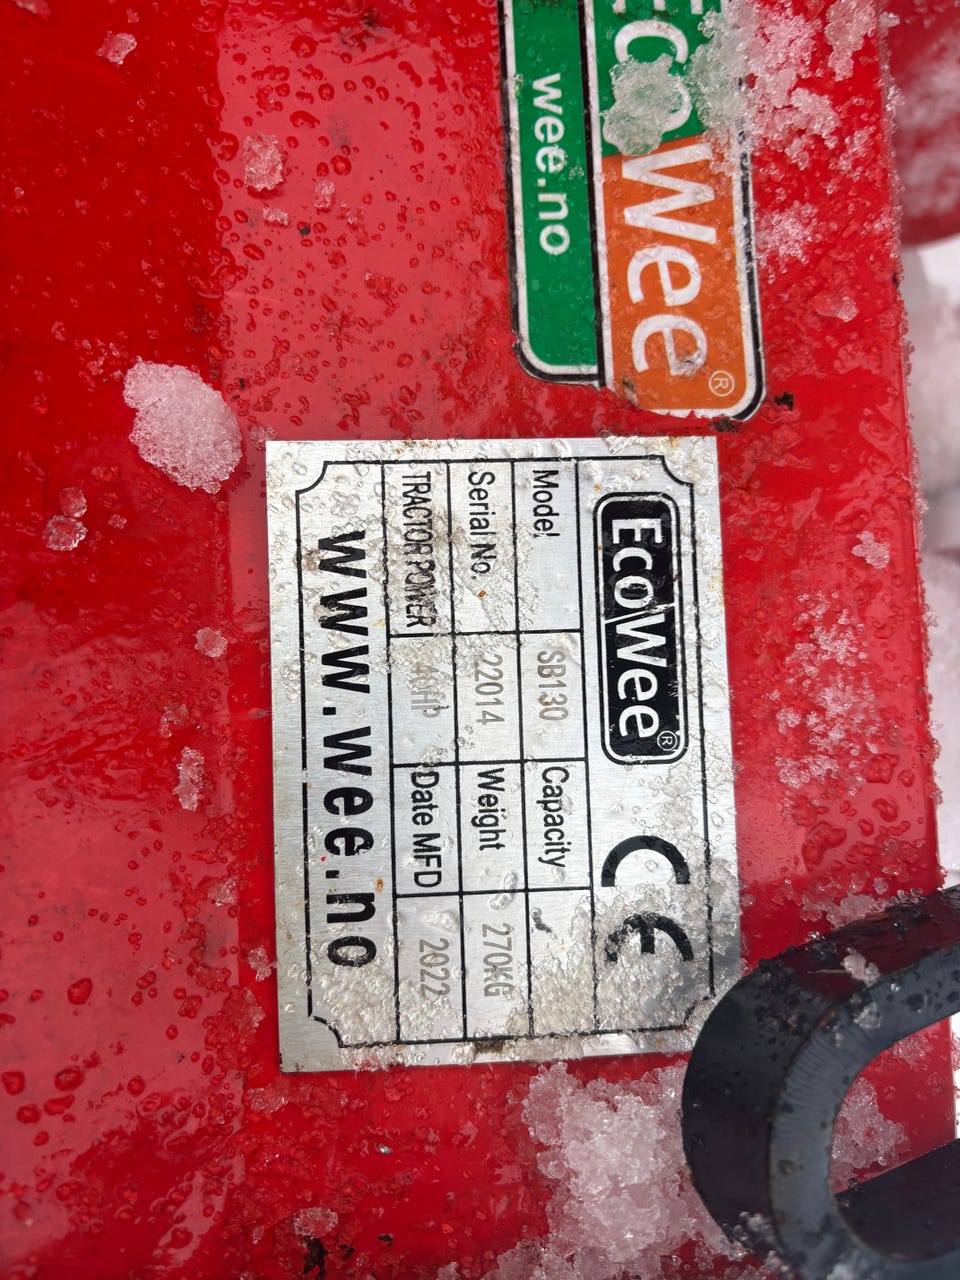 EcoWee®
wee.no
EcoWee® CE
Model SB130 Capacity
Serial No. 22014 Weight 270KG
TRACTOR POWER Date MFD 2022
www.wee.no